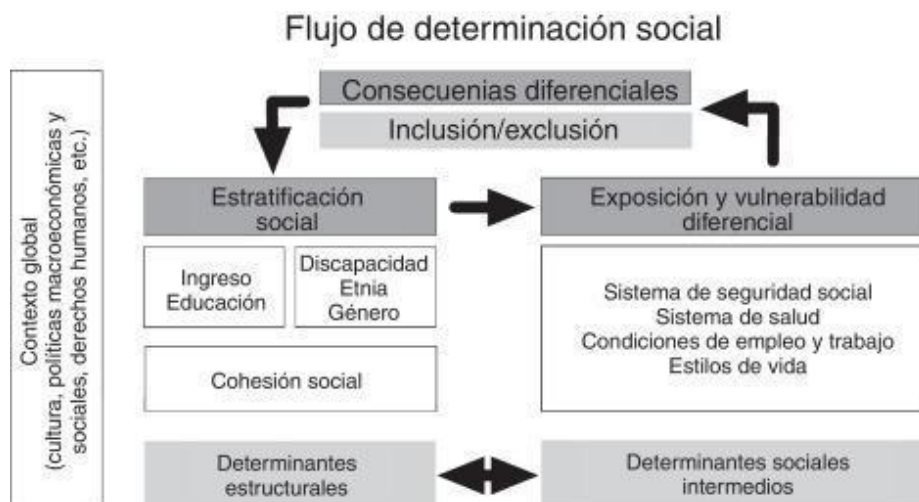 Flujo de determinación social
Contexto global
(cultura, políticas macroeconómicas y
sociales, derechos humanos, etc.)
Consecuenias diferenciales
Inclusión/exclusión
Estratificación
social
Exposición y vulnerabilidad
diferencial
Ingreso
Educación
Discapacidad
Etnia
Género
Cohesión social
Sistema de seguridad social
Sistema de salud
Condiciones de empleo y trabajo
Estilos de vida
Determinantes
estructurales
Determinantes sociales
intermedios